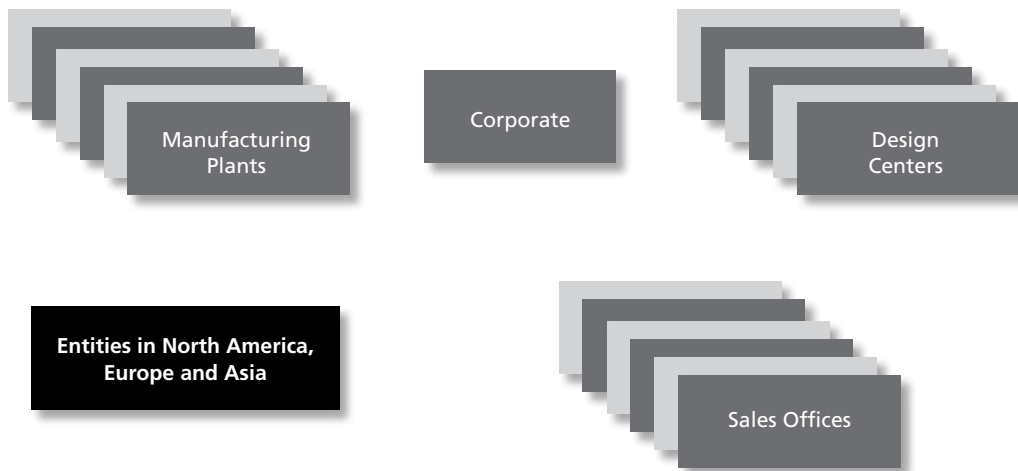 Manufacturing
Plants
Corporate
Design
Centers
Entities in North America,
Europe and Asia
Sales Offices